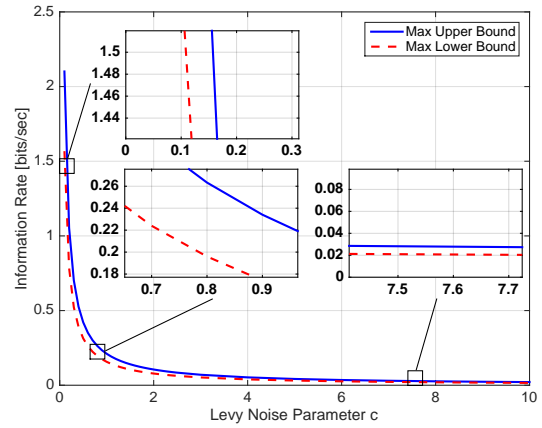 Max Upper Bound
Max Lower Bound
Information Rate [bits/sec]
2.5
2
1.5
1
0.5
0
0 2 4 6 8 10
Levy Noise Parameter c
1.5
1.48
1.46
1.44
0 0.1 0.2 0.3
0.26
0.24
0.22
0.2
0.18
0.7 0.8 0.9
0.08
0.06
0.04
0.02
0
7.5 7.6 7.7